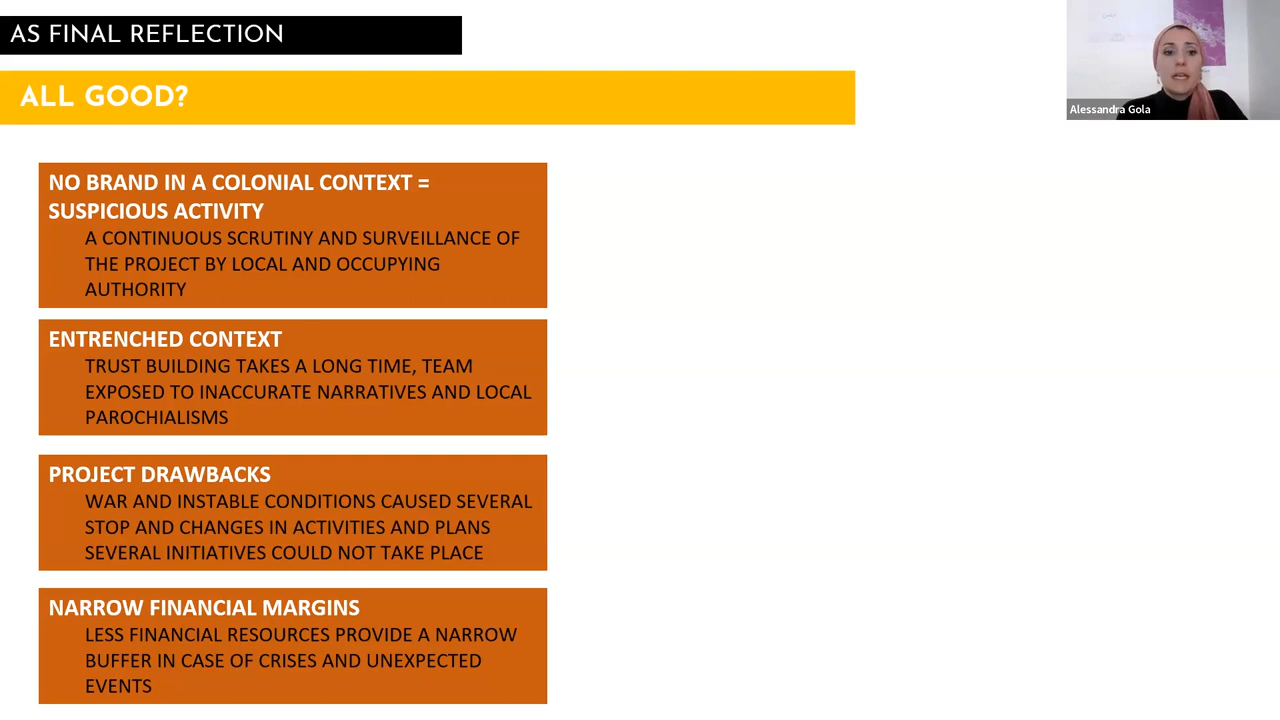 AS FINAL REFLECTION
ALL GOOD?
Alessandra Gola
NO BRAND IN A COLONIAL CONTEXT =
SUSPICIOUS ACTIVITY
A CONTINUOUS SCRUTINY AND SURVEILLANCE OF
THE PROJECT BY LOCAL AND OCCUPYING
AUTHORITY
ENTRENCHED CONTEXT
TRUST BUILDING TAKES A LONG TIME, TEAM
EXPOSED TO INACCURATE NARRATIVES AND LOCAL
PAROCHIALISMS
PROJECT DRAWBACKS
WAR AND INSTABLE CONDITIONS CAUSED SEVERAL
STOP AND CHANGES IN ACTIVITIES AND PLANS
SEVERAL INITIATIVES COULD NOT TAKE PLACE
NARROW FINANCIAL MARGINS
LESS FINANCIAL RESOURCES PROVIDE A NARROW
BUFFER IN CASE OF CRISES AND UNEXPECTED
EVENTS